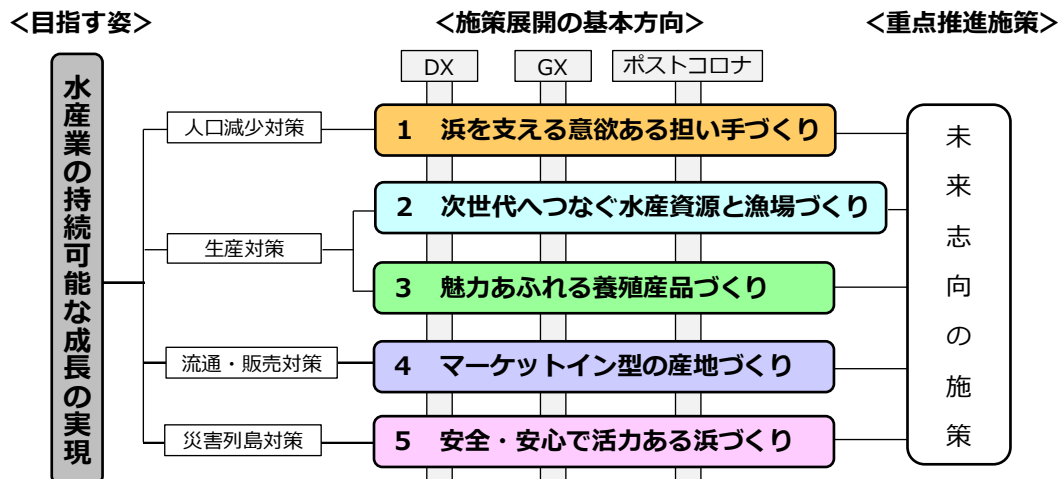 ＜目指す姿＞
＜施策展開の基本方向＞
＜重点推進施策＞
DX
GX
ポストコロナ
水産業の持続可能な成長の実現
人口減少対策
1 浜を支える意欲ある担い手づくり
生産対策
2 次世代へつなぐ水産資源と漁場づくり
3 魅力あふれる養殖産品づくり
流通・販売対策
4 マーケットイン型の産地づくり
災害列島対策
5 安全・安心で活力ある浜づくり
未来志向の施策